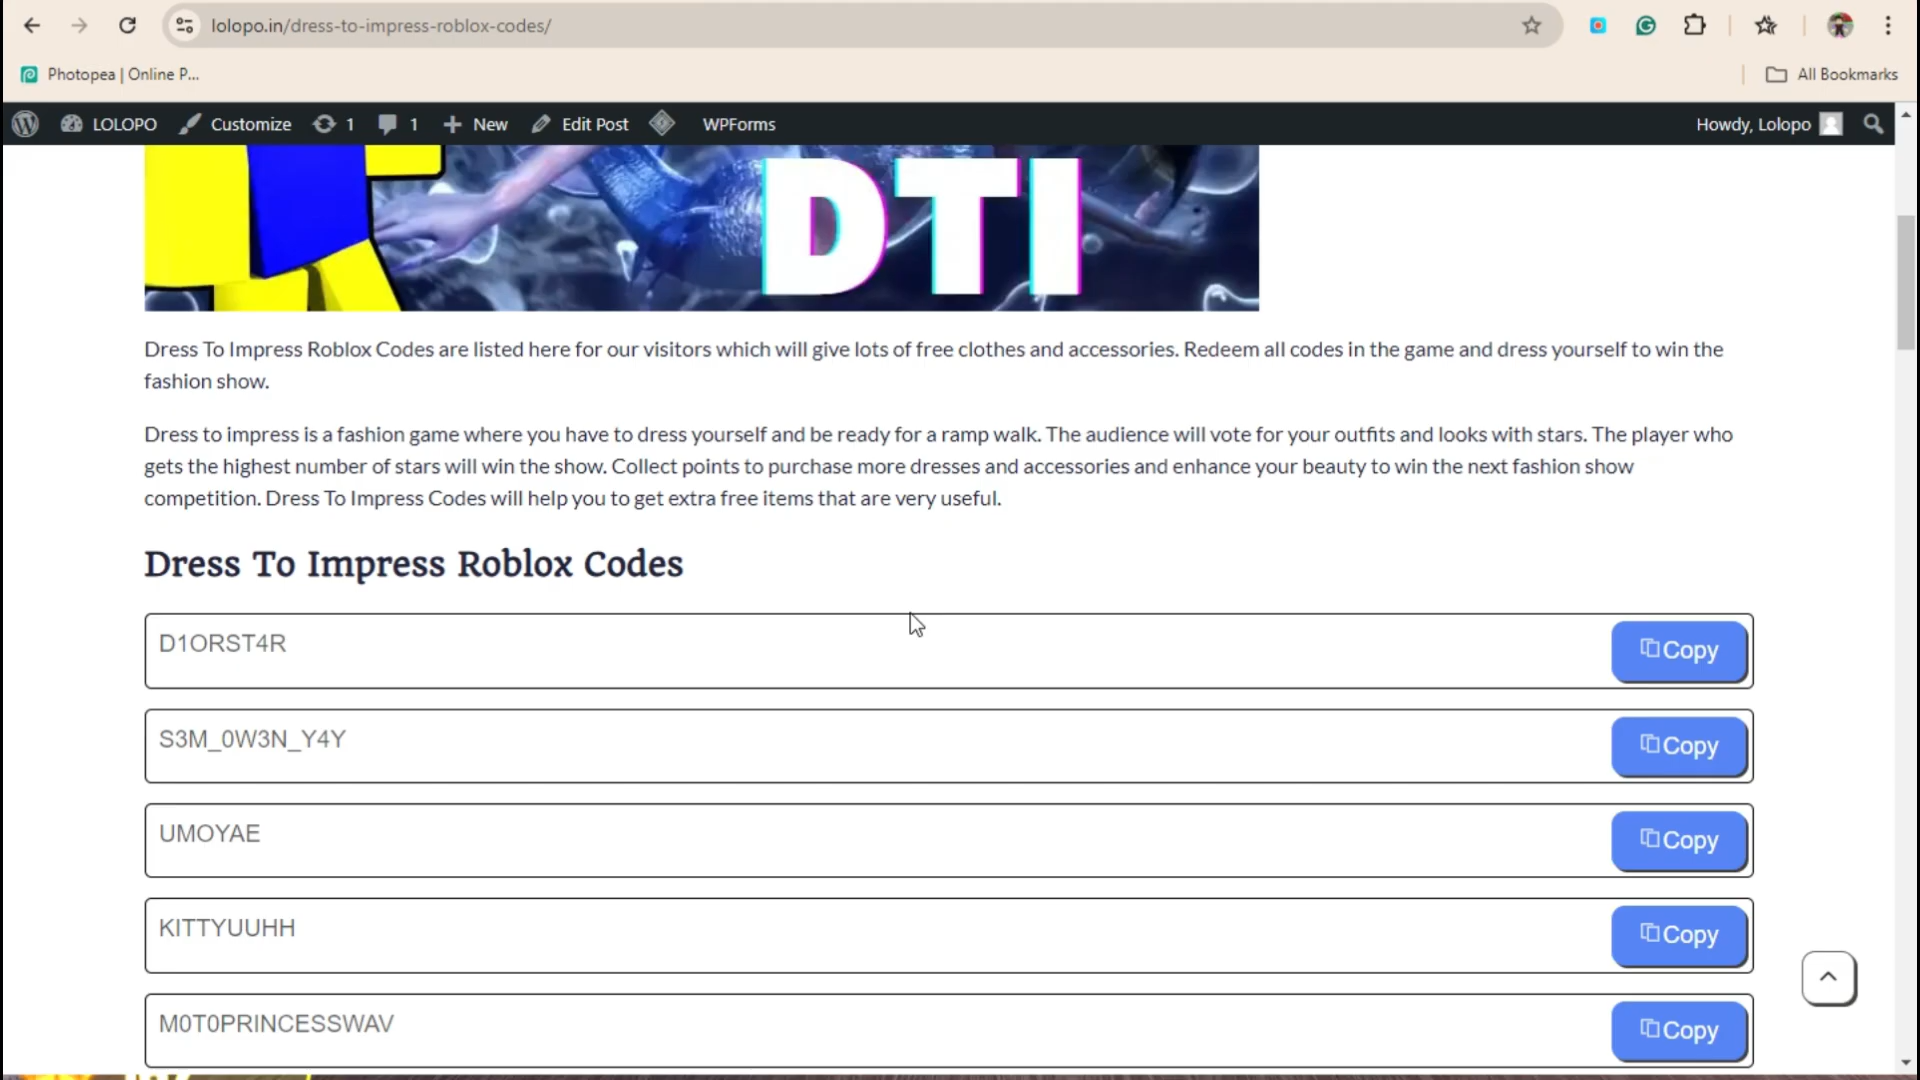 lolopo.in/dress-to-impress-roblox-codes/
Photopea | Online P...
All Bookmarks
LOLOPO
Customize
1
1
New
Edit Post
WPForms
Howdy, Lolopo
DTI
Dress To Impress Roblox Codes are listed here for our visitors which will give lots of free clothes and accessories. Redeem all codes in the game and dress yourself to win the
fashion show.
Dress to impress is a fashion game where you have to dress yourself and be ready for a ramp walk. The audience will vote for your outfits and looks with stars. The player who
gets the highest number of stars will win the show. Collect points to purchase more dresses and accessories and enhance your beauty to win the next fashion show
competition. Dress To Impress Codes will help you to get extra free items that are very useful.
Dress To Impress Roblox Codes
D1ORST4R
Copy
S3M_0W3N_Y4Y
Copy
UMOYAE
Copy
KITTYUUHH
Copy
M0T0PRINCESSWAV
Copy